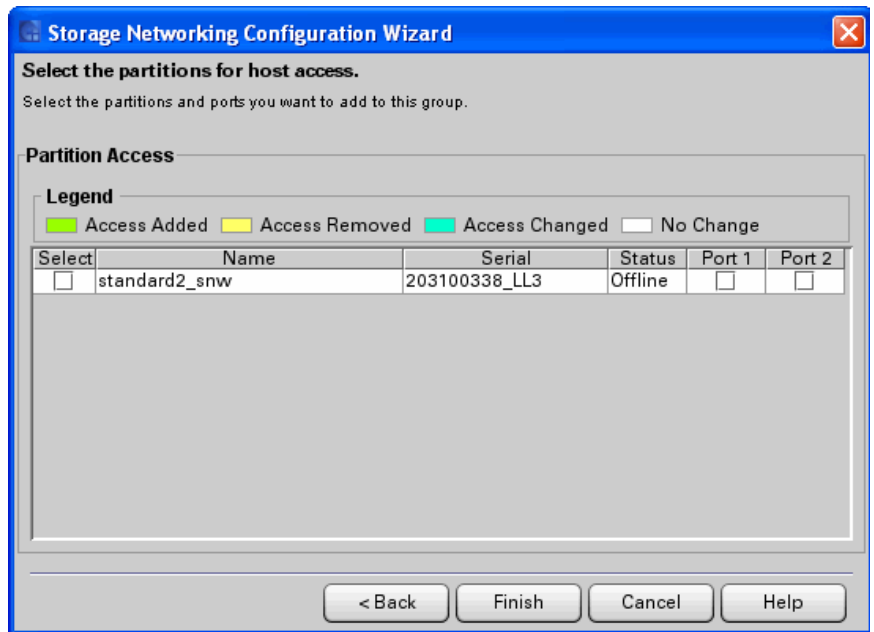 Storage Networking Configuration Wizard
Select the partitions for host access.
Select the partitions and ports you want to add to this group.
Partition Access
Legend
Access Added Access Removed Access Changed No Change
Select Name Serial Status Port 1 Port 2
standard2_snw 203100338_LL3 Offline
< Back Finish Cancel Help